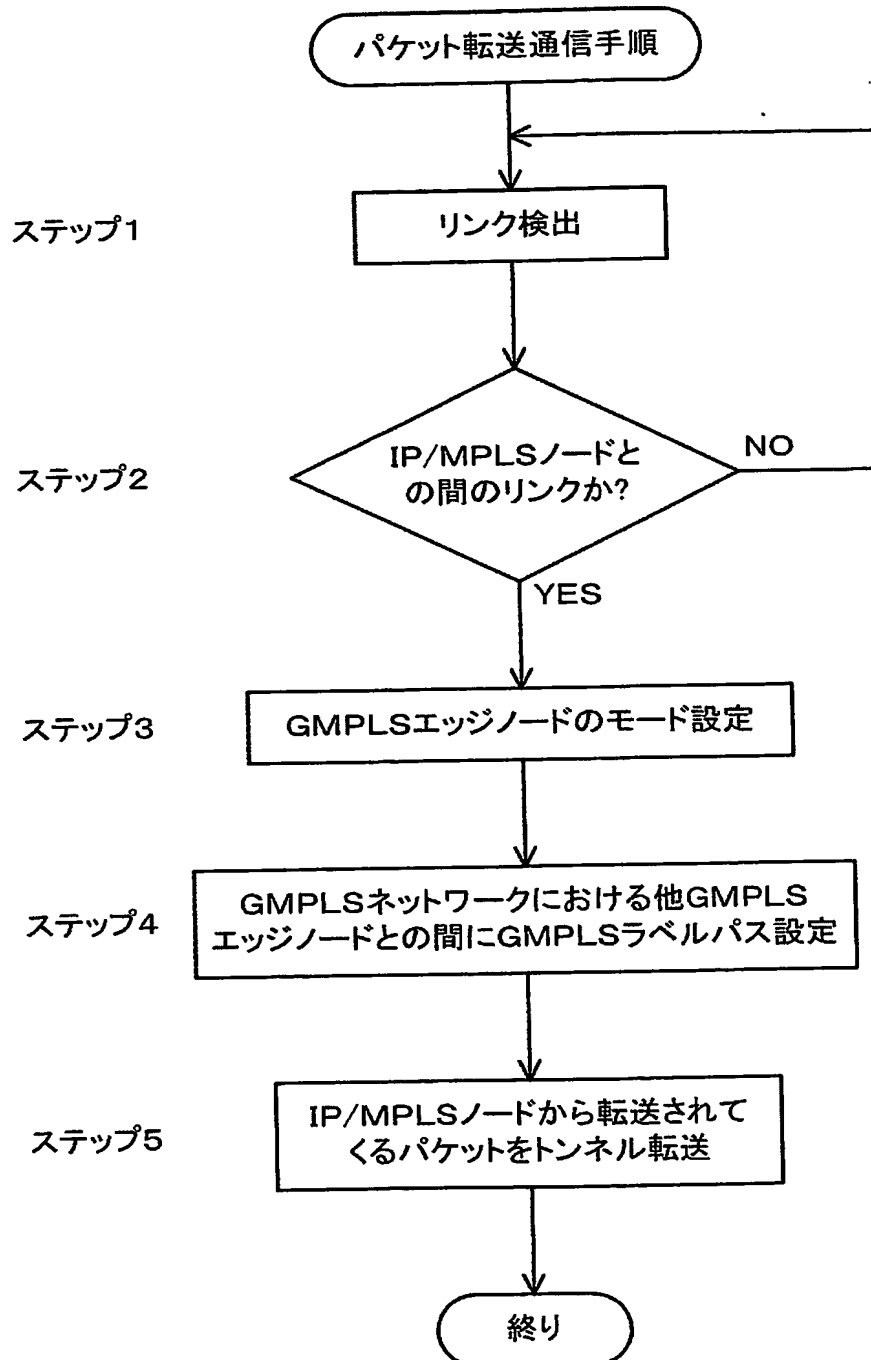 パケット転送通信手順
ステップ1
リンク検出
ステップ2
IP/MPLSノードと
の間のリンクか?
NO
YES
ステップ3
GMPLSエッジノードのモード設定
ステップ4
GMPLSネットワークにおける他GMPLS
エッジノードとの間にGMPLSラベルパス設定
ステップ5
IP/MPLSノードから転送されて
くるパケットをトンネル転送
終り